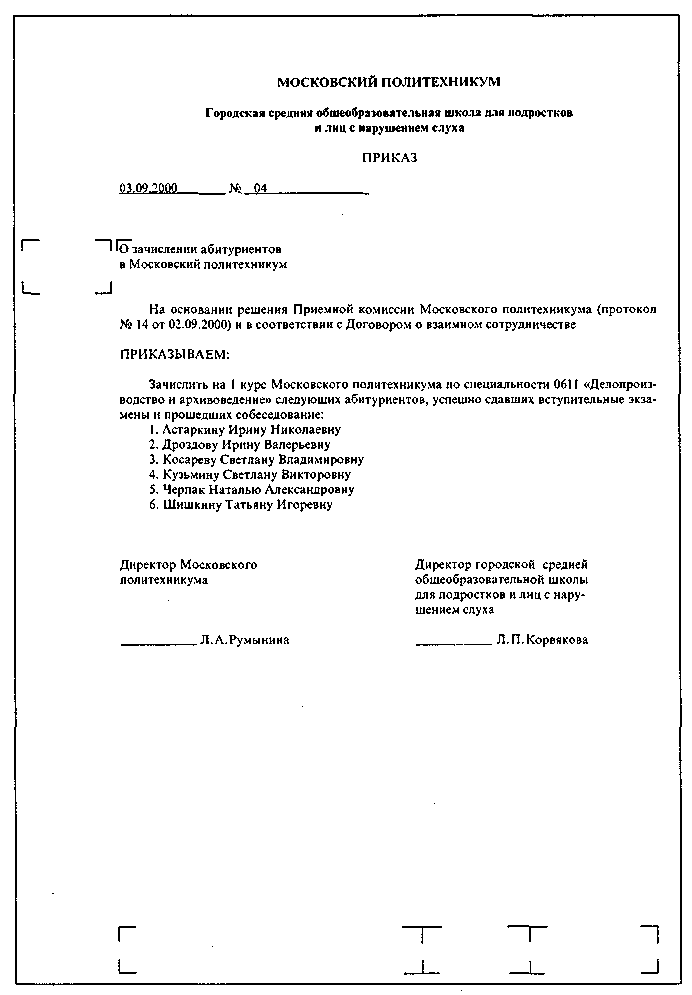 МОСКОВСКИЙ ПОЛИТЕХНИКУМ
Городская средняя общеобразовательная школа для подростков
и лиц с нарушением слуха
ПРИКАЗ
03.09.2000 № 04
О зачислении абитуриентов
в Московский политехникум
На основании решения Приемной комиссии Московского политехникума (протокол
№ 14 от 02.09.2000) и в соответствии с Договором о взаимном сотрудничестве
ПРИКАЗЫВАЕМ:
Зачислить на 1 курс Московского политехникума по специальности 0611 «Делопроиз-
водство и архивоведение» следующих абитуриентов, успешно сдавших вступительные экза-
мены и прошедших собеседование:
1. Астаркину Ирину Николаевну
2. Дроздову Ирину Валерьевну
3. Косареву Светлану Владимировну
4. Кузьмину Светлану Викторовну
5. Черпак Наталью Александровну
6. Шишкину Татьяну Игоревну
Директор Московского
политехникума
Л.А.Румынина
Директор городской средней
общеобразовательной школы
для подростков и лиц с нару-
шением слуха
Л.П.Корвякова